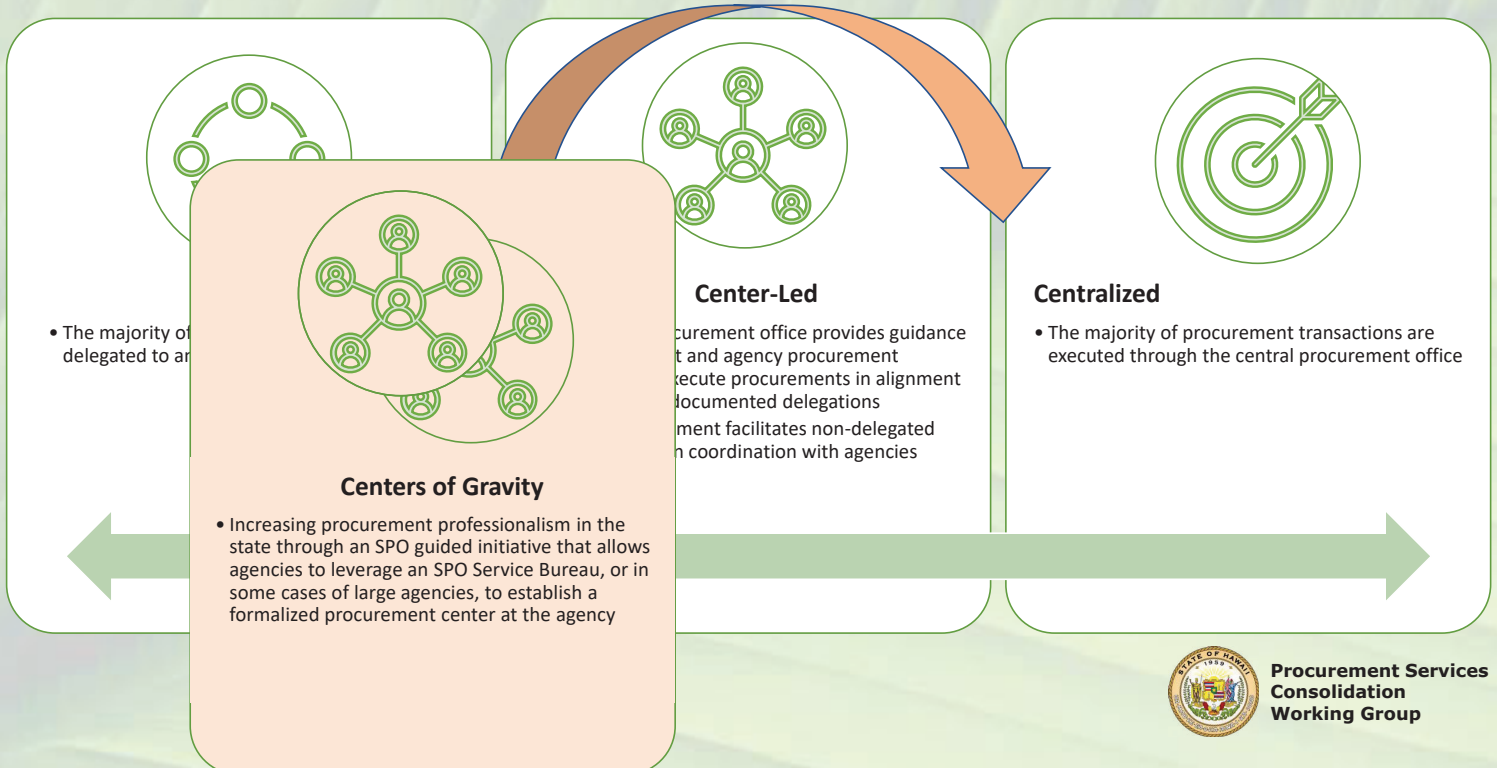 • The majority of
delegated to
Centers of Gravity
• Increasing procurement professionalism in the
state through an SPO guided initiative that allows
agencies to leverage an SPO Service Bureau, or in
some cases of large agencies, to establish a
formalized procurement center at the agency
Center-Led
office provides guidance
and agency procurement
procurements in alignment
delegations
facilitates non-delegated
coordination with agencies
Centralized
• The majority of procurement transactions are
executed through the central procurement office
STATE OF HAWAII
1959
Procurement Services
Consolidation
Working Group